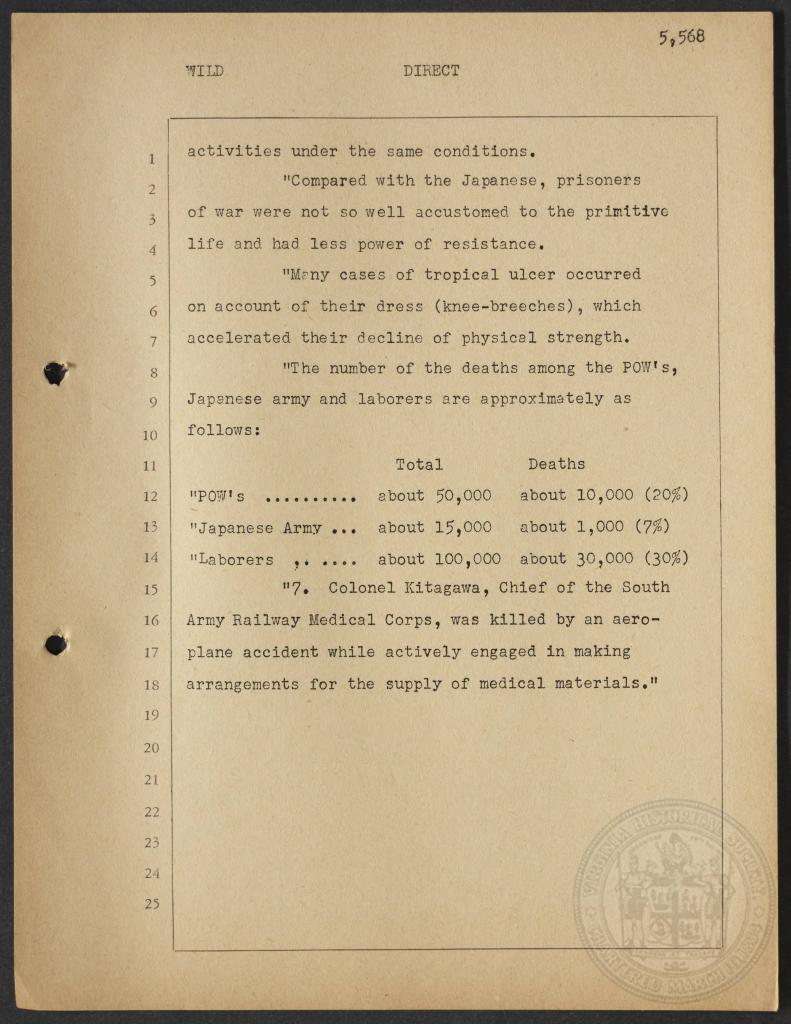 5,568
WILD DIRECT
1 activities under the same conditions.
2 "Compared with the Japanese, prisoners
3 of war were not so well accustomed to the primitive
4 life and had less power of resistance.
5 "Many cases of tropical ulcer occurred
6 on account of their dress (knee-breeches), which
7 accelerated their decline of physical strength.
8 "The number of the deaths among the POW's,
9 Japanese army and laborers are approximately as
10 follows:
11 Total Deaths
12 "POW's .......... about 50,000 about 10,000 (20%)
13 "Japanese Army ... about 15,000 about 1,000 (7%)
14 "Laborers ,. .... about 100,000 about 30,000 (30%)
15 "7. Colonel Kitagawa, Chief of the South
16 Army Railway Medical Corps, was killed by an aero-
17 plane accident while actively engaged in making
18 arrangements for the supply of medical materials."
19
20
21
22
23
24
25
VIRGINIA HISTORICAL SOCIETY
CHARTERED MARCH